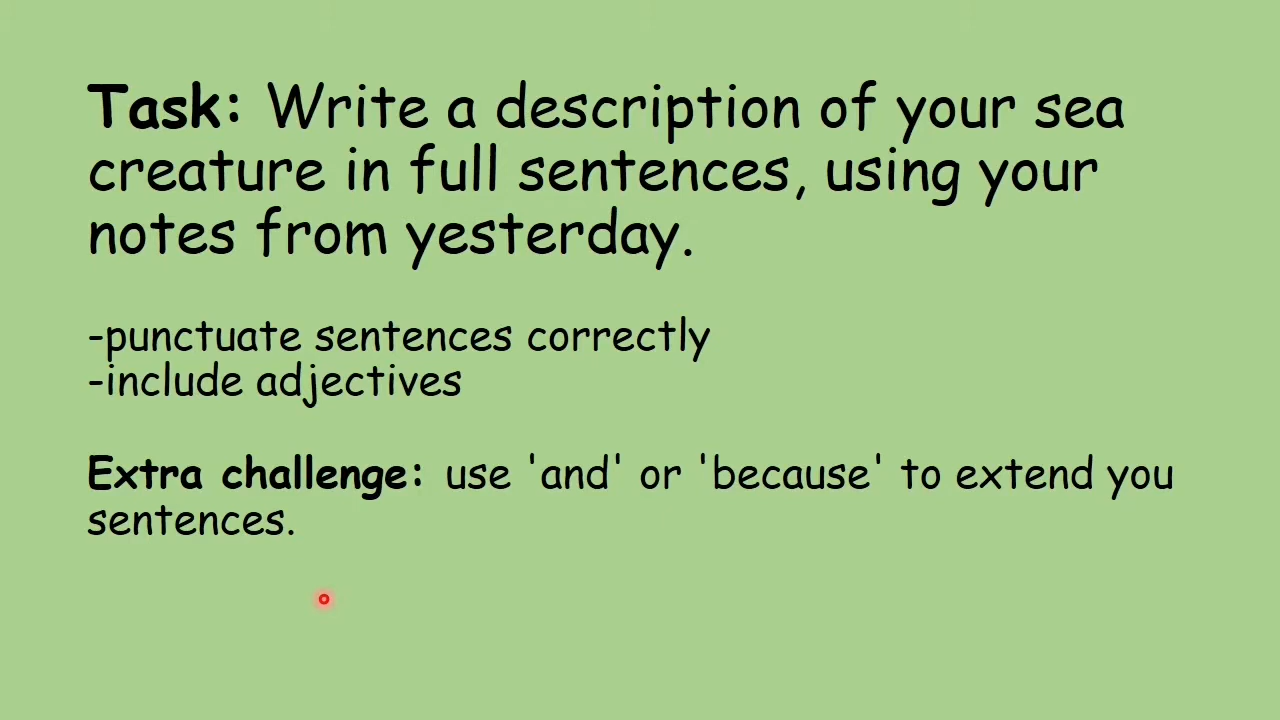 Task: Write a description of your sea
creature in full sentences, using your
notes from yesterday.
-punctuate sentences correctly
-include adjectives
Extra challenge: use 'and' or 'because' to extend you
sentences.